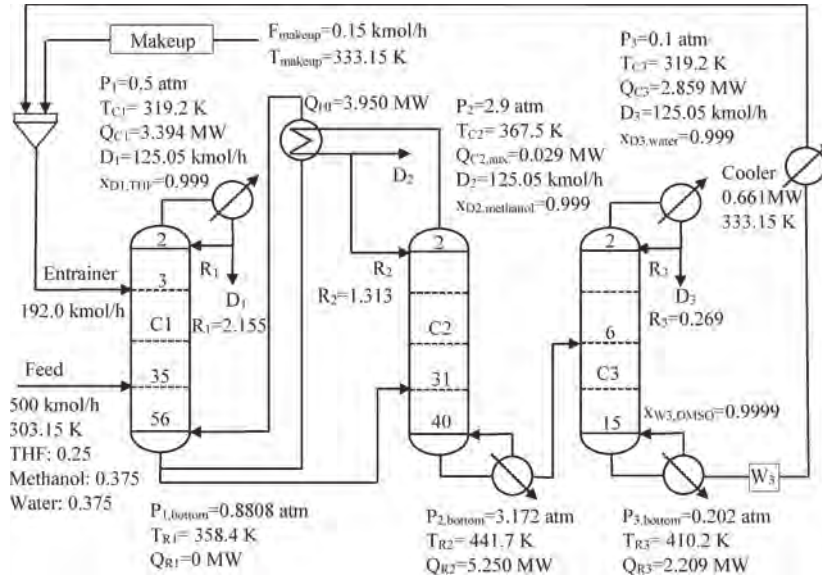 Makeup
F_makeup=0.15 kmol/h
T_makeup=333.15 K
P1=0,5 atm
T_C1= 319.2 K
Q_C1=3.394 MW
D1=125.05 kmol/h
x_D1,THF=0.999
Q_HI=3.950 MW
P2=2.9 atm
T_C2= 367.5 K
Q_C2,aux=0.029 MW
D2=125.05 kmol/h
x_D2,methanol=0.999
P3=0.1 atm
T_C3= 319.2 K
Q_C3=2.859 MW
D3=125.05 kmol/h
x_D3,water=0.999
Cooler
0.661MW
333.15 K
D2
2
R1
D1
R1=2.155
Entrainer
192.0 kmol/h
3
C1
Feed
35
56
500 kmol/h
303.15 K
THF: 0.25
Methanol: 0.375
Water: 0.375
2
R2
R2=1.313
C2
31
40
2
R3
D3
R3=0.269
6
C3
15
x_W3,DMSO=0.9999
W3
P1,bottom=0.8808 atm
T_R1= 358.4 K
Q_R1=0 MW
P2,bottom=3.172 atm
T_R2= 441.7 K
Q_R2=5.250 MW
P3,bottom=0.202 atm
T_R3= 410.2 K
Q_R3=2.209 MW